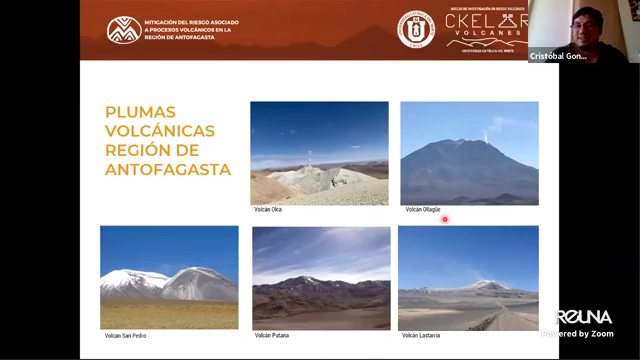 MITIGACIÓN DEL RIESGO ASOCIADO
A PROCESOS VOLCÁNICOS EN LA
REGIÓN DE ANTOFAGASTA
NUCLEO DE INVESTIGACIÓN EN RIESGO VOLCÁNICO
CKELAR
VOLCANES
UNIVERSIDAD CATÓLICA DEL NORTE
Cristóbal Gon...
PLUMAS
VOLCÁNICAS
REGIÓN DE
ANTOFAGASTA
Volcán Olca
Volcán Ollagüe
Volcán San Pedro
Volcán Putana
Volcán Lastarria
REUNA
Powered by Zoom